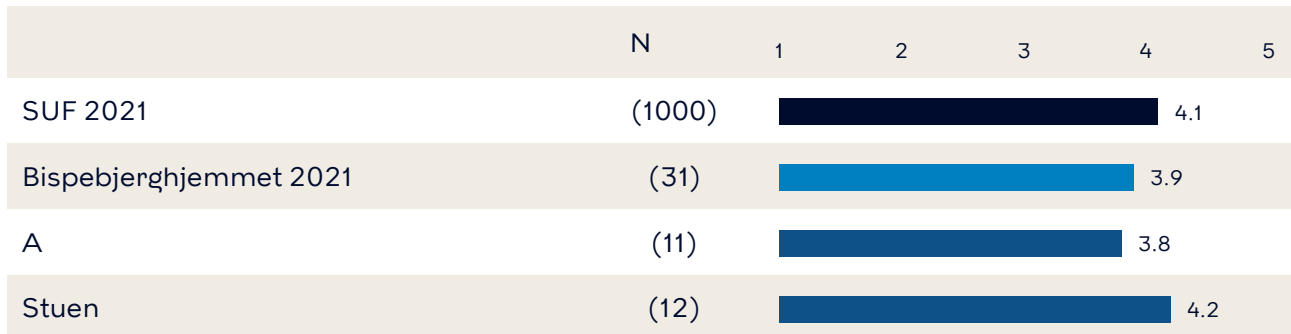 N 1 2 3 4 5
SUF 2021 (1000) 4.1
Bispebjerghjemmet 2021 (31) 3.9
A (11) 3.8
Stuen (12) 4.2